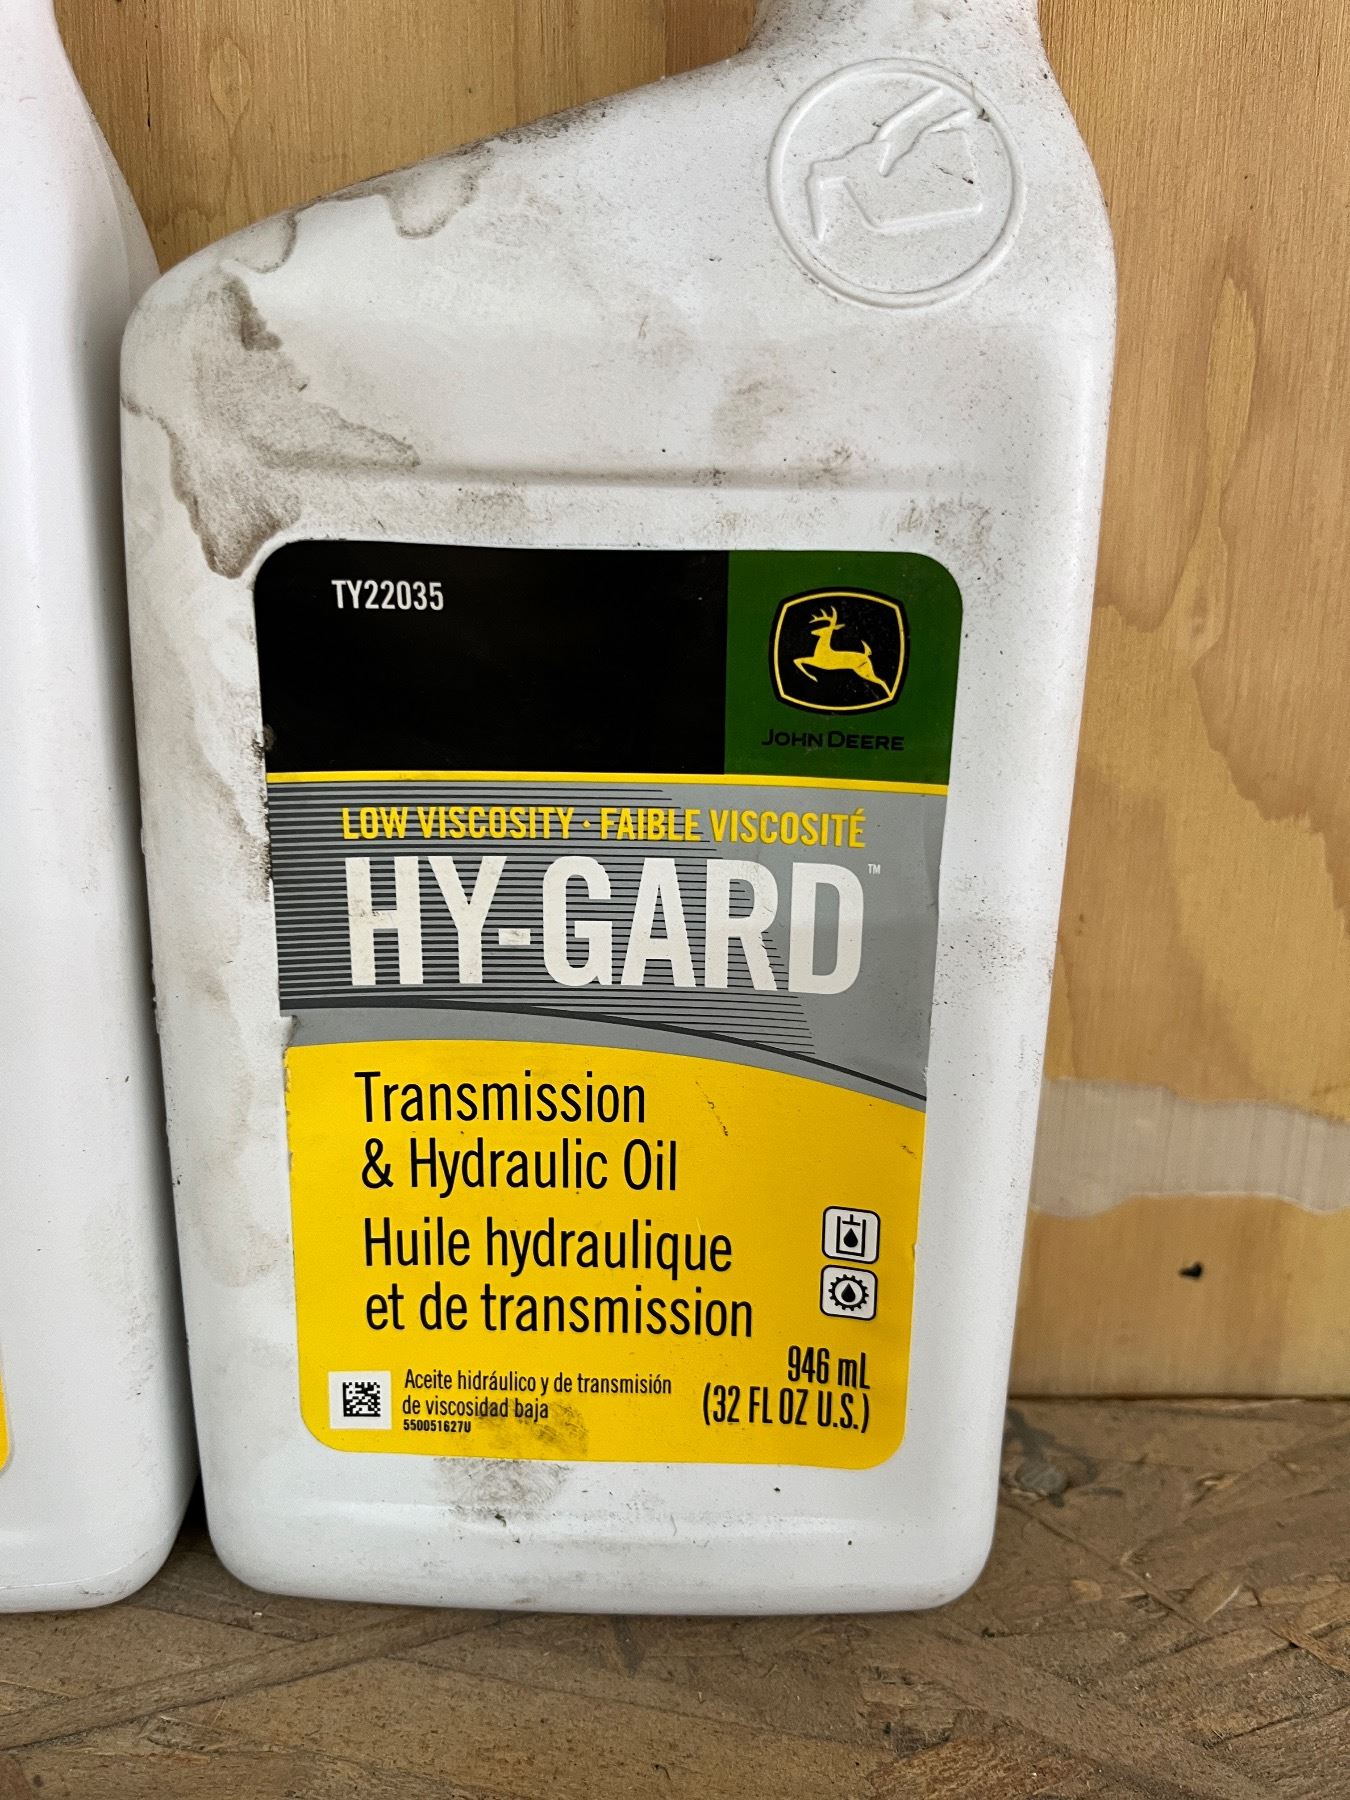 TY22035
JOHN DEERE
LOW VISCOSITY · FAIBLE VISCOSITÉ
HY-GARD™
Transmission
& Hydraulic Oil
Huile hydraulique
et de transmission
946 mL
(32 FL OZ U.S.)
Aceite hidráulico y de transmisión
de viscosidad baja
550051627U